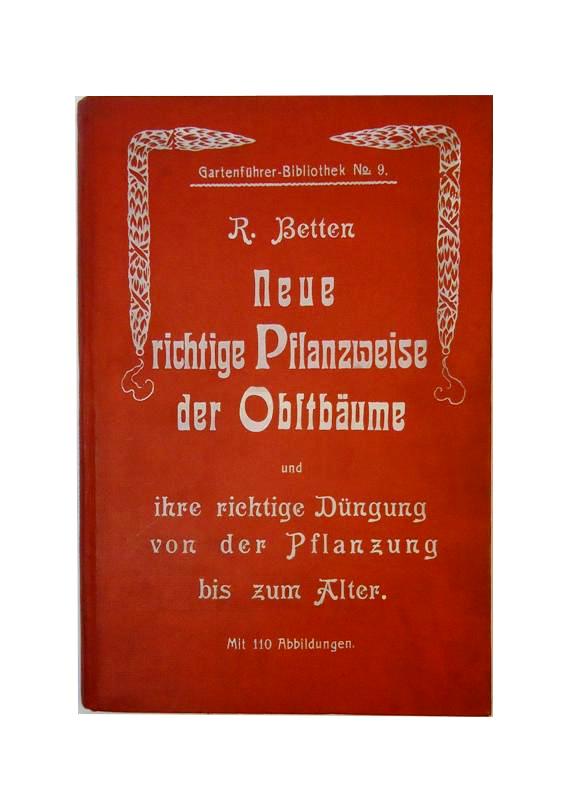 Gartenführer-Bibliothek No. 9.
R. Betten
Neue
richtige Pflanzweise
der Obſtbäume
und
ihre richtige Düngung
von der Pflanzung
bis zum Alter.
Mit 110 Abbildungen.